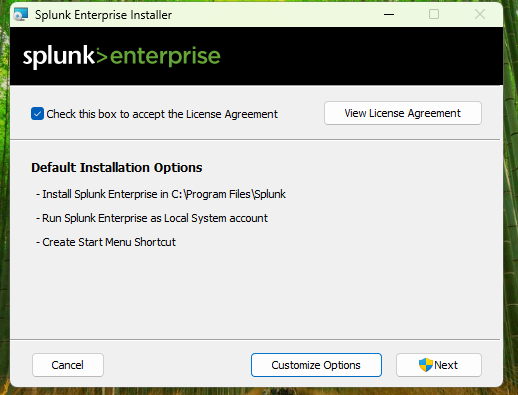 Splunk Enterprise Installer
splunk>enterprise
Check this box to accept the License Agreement
View License Agreement
Default Installation Options
- Install Splunk Enterprise in C:\Program Files\Splunk
- Run Splunk Enterprise as Local System account
- Create Start Menu Shortcut
Cancel
Customize Options
Next